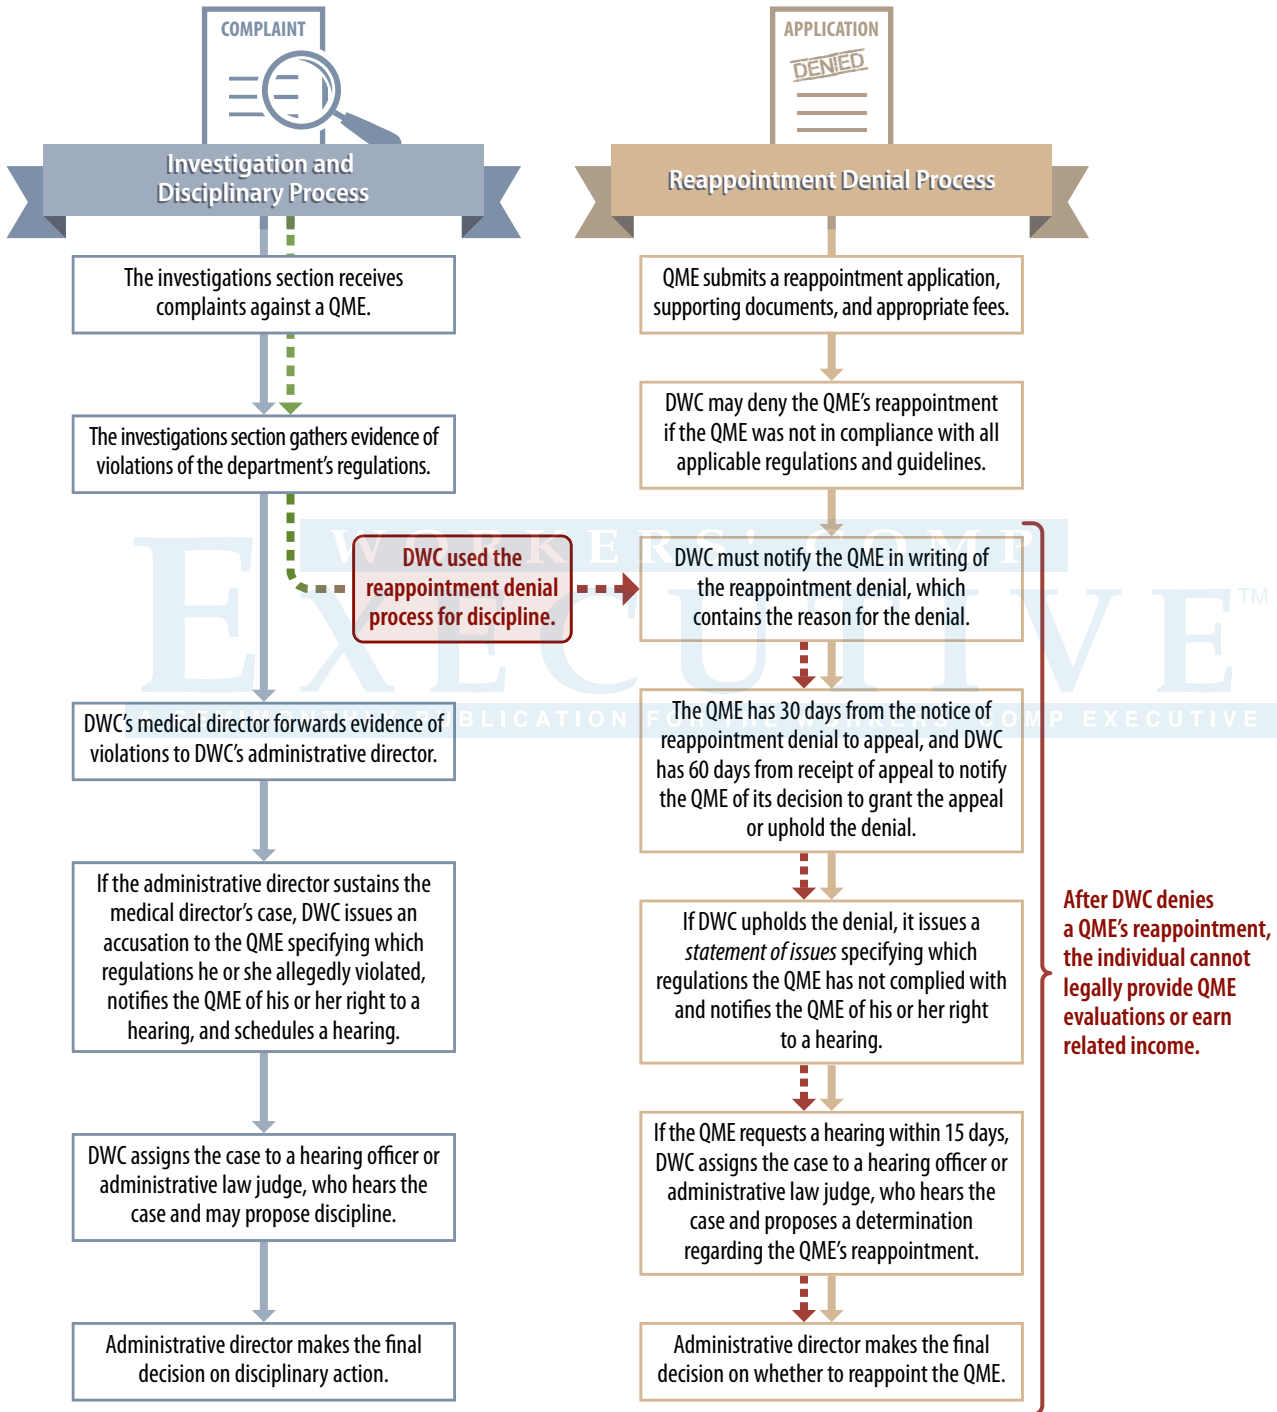 COMPLAINT
Investigation and
Disciplinary Process
The investigations section receives
complaints against a QME.
The investigations section gathers evidence of
violations of the department’s regulations.
DWC used the
reappointment denial
process for discipline.
DWC’s medical director forwards evidence of
violations to DWC’s administrative director.
If the administrative director sustains the
medical director’s case, DWC issues an
accusation to the QME specifying which
regulations he or she allegedly violated,
notifies the QME of his or her right to a
hearing, and schedules a hearing.
DWC assigns the case to a hearing officer or
administrative law judge, who hears the
case and may propose discipline.
Administrative director makes the final
decision on disciplinary action.
APPLICATION
DENIED
Reappointment Denial Process
QME submits a reappointment application,
supporting documents, and appropriate fees.
DWC may deny the QME’s reappointment
if the QME was not in compliance with all
applicable regulations and guidelines.
DWC must notify the QME in writing of
the reappointment denial, which
contains the reason for the denial.
The QME has 30 days from the notice of
reappointment denial to appeal, and DWC
has 60 days from receipt of appeal to notify
the QME of its decision to grant the appeal
or uphold the denial.
If DWC upholds the denial, it issues a
statement of issues specifying which
regulations the QME has not complied with
and notifies the QME of his or her right
to a hearing.
If the QME requests a hearing within 15 days,
DWC assigns the case to a hearing officer or
administrative law judge, who hears the
case and proposes a determination
regarding the QME’s reappointment.
Administrative director makes the final
decision on whether to reappoint the QME.
After DWC denies
a QME’s reappointment,
the individual cannot
legally provide QME
evaluations or earn
related income.
WORKERS' COMP
EXECUTIVE™
A SEMIMONTHLY PUBLICATION FOR THE WORKERS' COMP EXECUTIVE